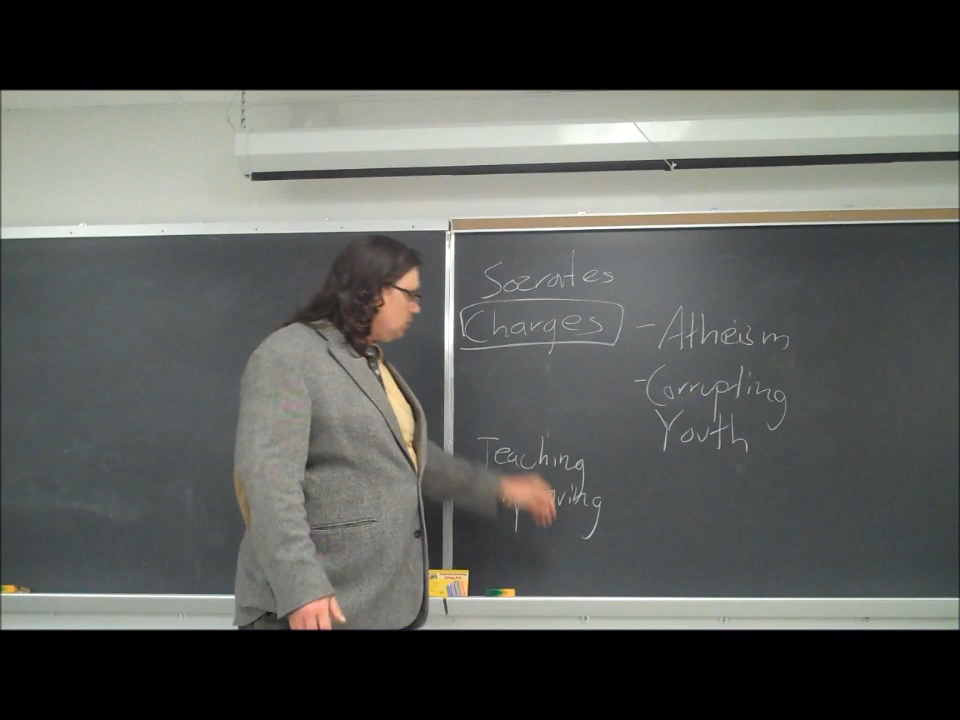 Socrates
Charges
- Atheism
- Corrupting
Youth
Teaching